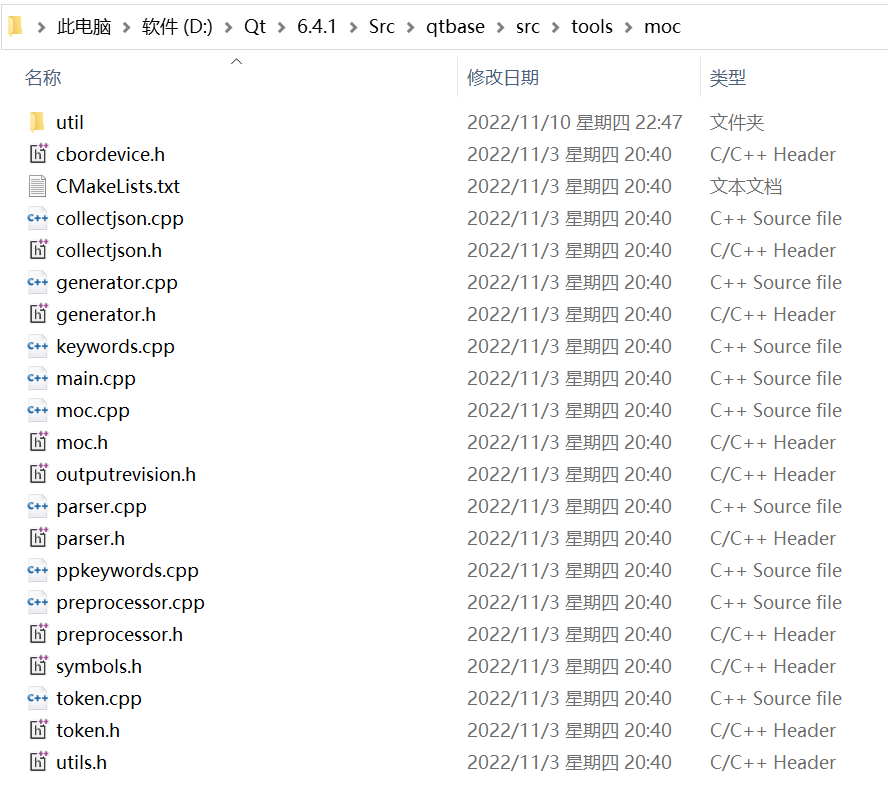 此电脑 > 软件 (D:) > Qt > 6.4.1 > Src > qtbase > src > tools > moc
名称 修改日期 类型
util 2022/11/10 星期四 22:47 文件夹
cbordevice.h 2022/11/3 星期四 20:40 C/C++ Header
CMakeLists.txt 2022/11/3 星期四 20:40 文本文档
collectjson.cpp 2022/11/3 星期四 20:40 C++ Source file
collectjson.h 2022/11/3 星期四 20:40 C/C++ Header
generator.cpp 2022/11/3 星期四 20:40 C++ Source file
generator.h 2022/11/3 星期四 20:40 C/C++ Header
keywords.cpp 2022/11/3 星期四 20:40 C++ Source file
main.cpp 2022/11/3 星期四 20:40 C++ Source file
moc.cpp 2022/11/3 星期四 20:40 C++ Source file
moc.h 2022/11/3 星期四 20:40 C/C++ Header
outputrevision.h 2022/11/3 星期四 20:40 C/C++ Header
parser.cpp 2022/11/3 星期四 20:40 C++ Source file
parser.h 2022/11/3 星期四 20:40 C/C++ Header
ppkeywords.cpp 2022/11/3 星期四 20:40 C++ Source file
preprocessor.cpp 2022/11/3 星期四 20:40 C++ Source file
preprocessor.h 2022/11/3 星期四 20:40 C/C++ Header
symbols.h 2022/11/3 星期四 20:40 C/C++ Header
token.cpp 2022/11/3 星期四 20:40 C++ Source file
token.h 2022/11/3 星期四 20:40 C/C++ Header
utils.h 2022/11/3 星期四 20:40 C/C++ Header